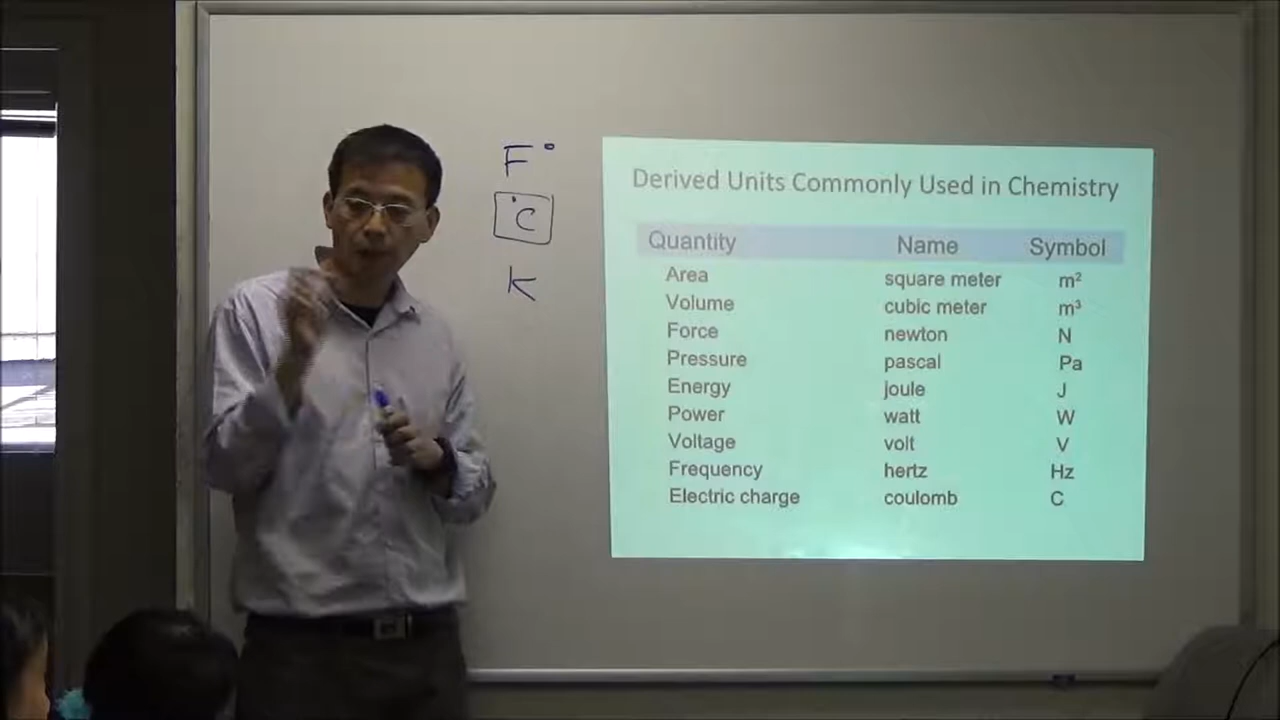 F°
°C
K
Derived Units Commonly Used in Chemistry
Quantity Name Symbol
Area square meter m²
Volume cubic meter m³
Force newton N
Pressure pascal Pa
Energy joule J
Power watt W
Voltage volt V
Frequency hertz Hz
Electric charge coulomb C